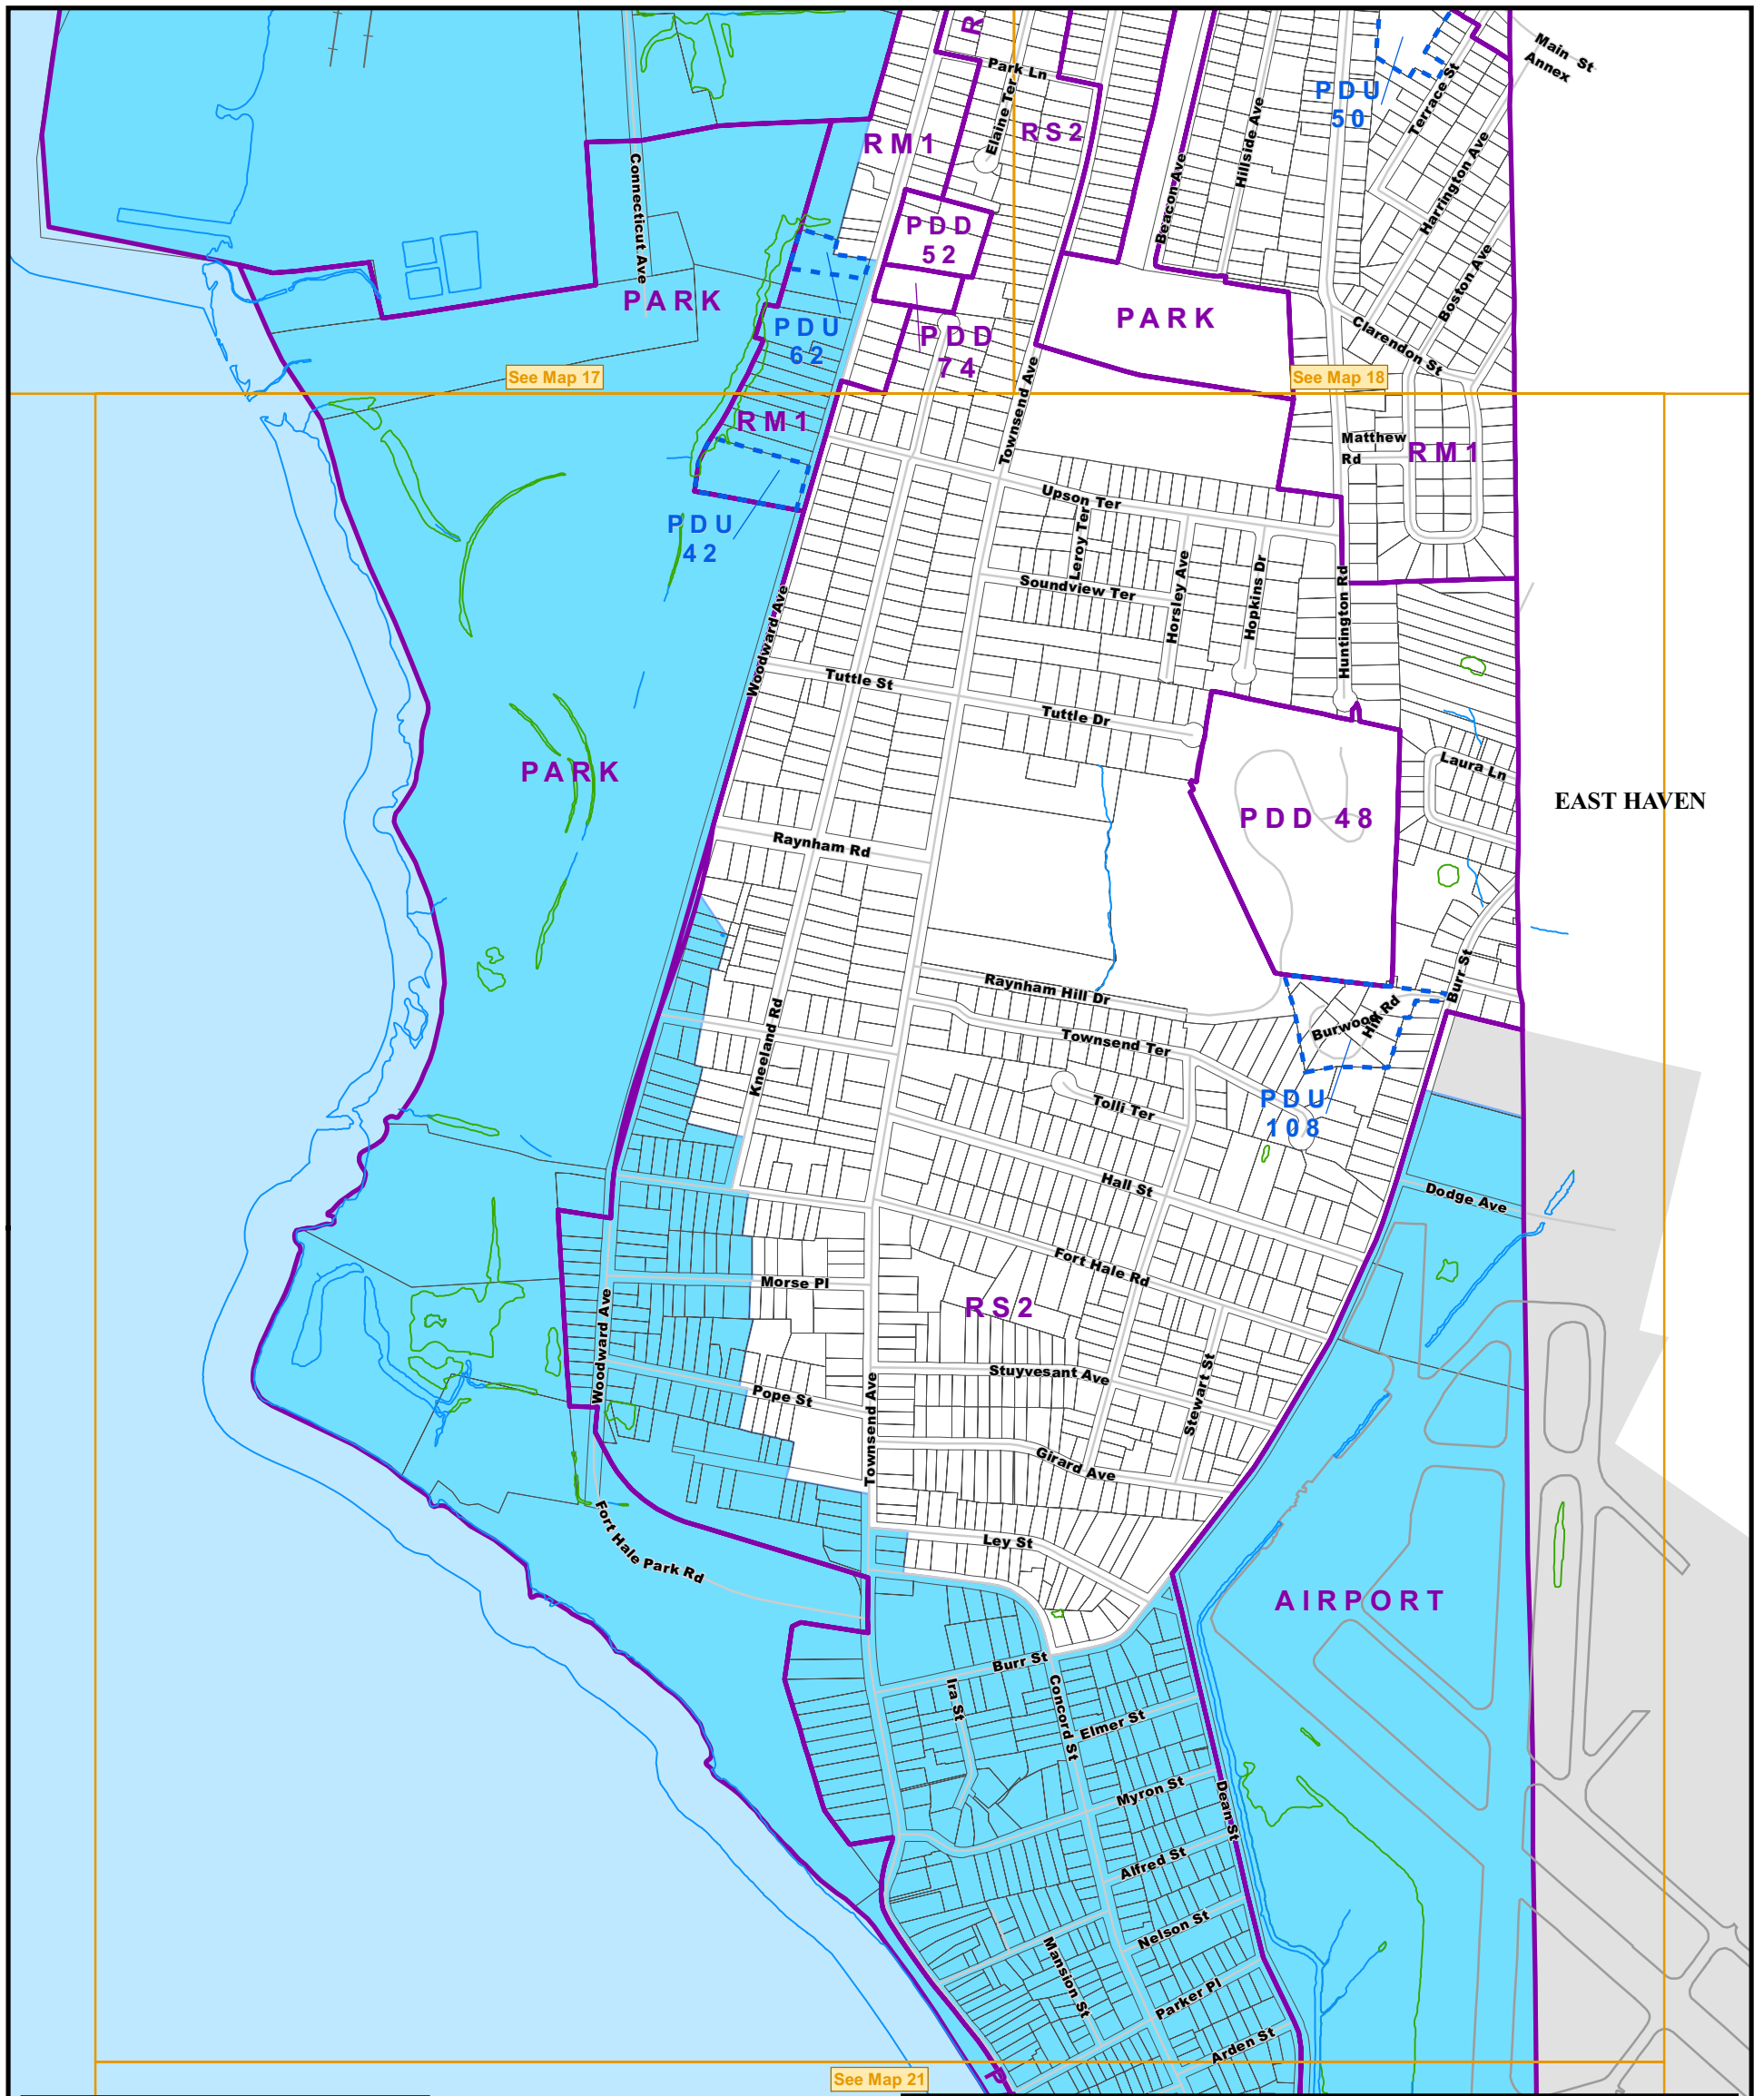 R
Main St
Annex
Park Ln
Elaine Ter
RS2
PDU
50
Terrace St
Hillside Ave
Harrington Ave
RM1
Connecticut Ave
Beacon Ave
PDD
52
Boston Ave
PARK
PARK
PDU
62
PDD
74
Clarendon St
See Map 17
See Map 18
RM1
Townsend Ave
Matthew
Rd
RM1
Upson Ter
PDU
42
Leroy Ter
Soundview Ter
Horsley Ave
Hopkins Dr
Huntington Rd
Woodward Ave
Tuttle St
Tuttle Dr
PARK
Laura Ln
EAST HAVEN
PDD 48
Raynham Rd
Burr St
Raynham Hill Dr
Burwood
Hill Rd
Townsend Ter
Kneeland Rd
Tolli Ter
PDU
108
Hall St
Dodge Ave
Fort Hale Rd
Morse Pl
RS2
Woodward Ave
Stuyvesant Ave
Stewart St
Pope St
Townsend Ave
Girard Ave
Fort Hale Park Rd
Ley St
AIRPORT
Burr St
Ira St
Concord St
Elmer St
Myron St
Dean St
Alfred St
Nelson St
Mansion St
Parker Pl
Arden St
See Map 21
P